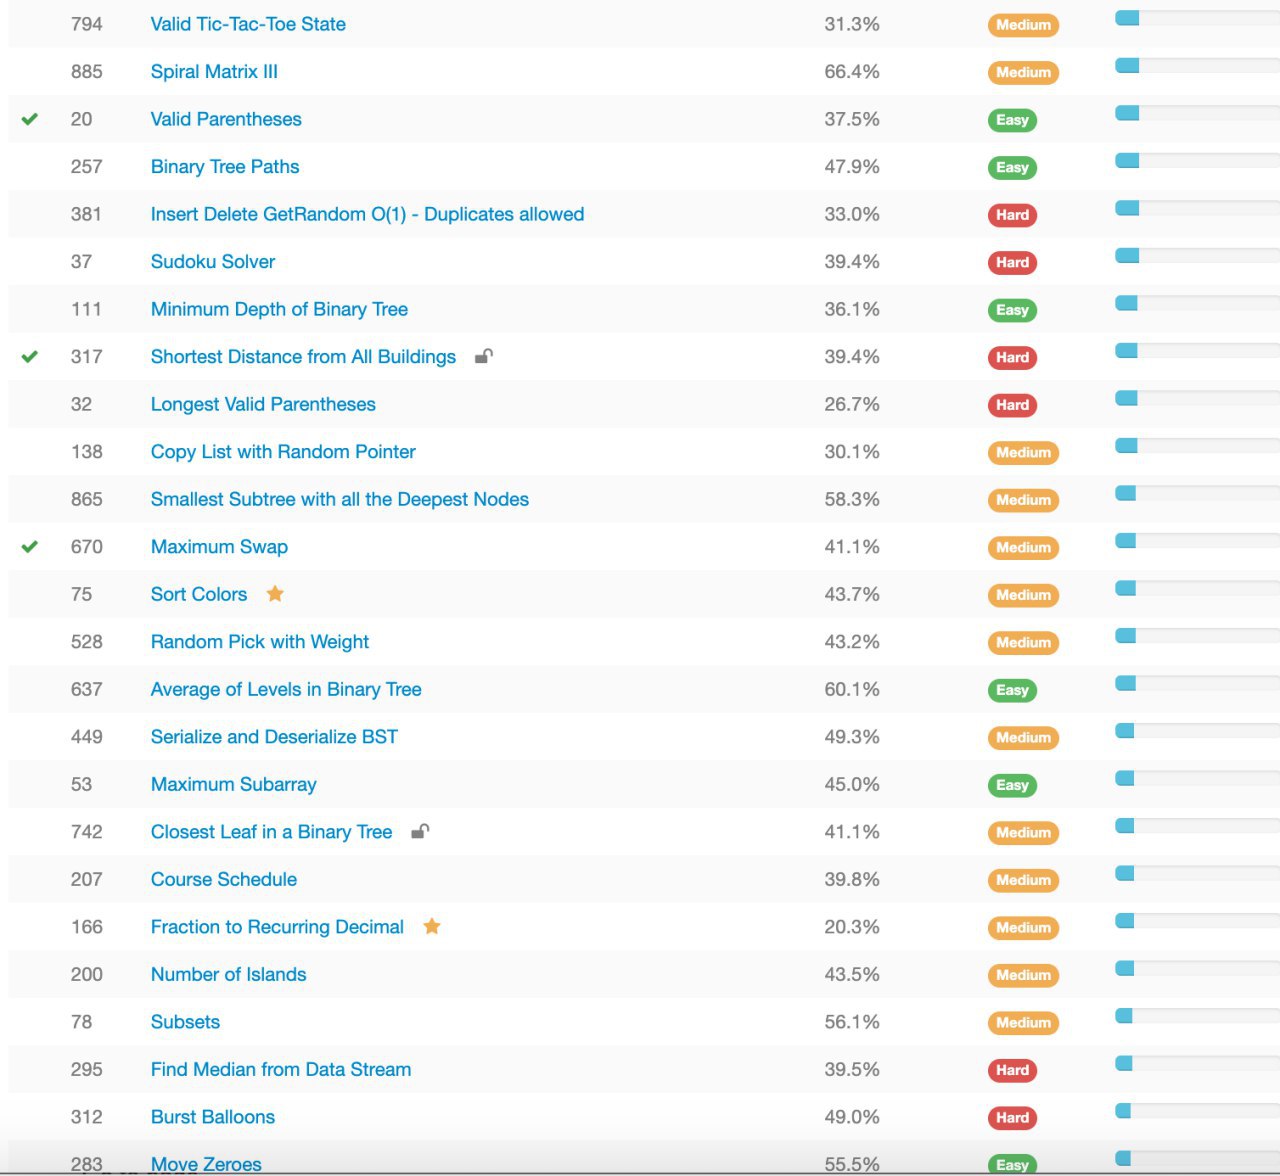 794 Valid Tic-Tac-Toe State 31.3% Medium
885 Spiral Matrix III 66.4% Medium
20 Valid Parentheses 37.5% Easy
257 Binary Tree Paths 47.9% Easy
381 Insert Delete GetRandom O(1) - Duplicates allowed 33.0% Hard
37 Sudoku Solver 39.4% Hard
111 Minimum Depth of Binary Tree 36.1% Easy
317 Shortest Distance from All Buildings 39.4% Hard
32 Longest Valid Parentheses 26.7% Hard
138 Copy List with Random Pointer 30.1% Medium
865 Smallest Subtree with all the Deepest Nodes 58.3% Medium
670 Maximum Swap 41.1% Medium
75 Sort Colors 43.7% Medium
528 Random Pick with Weight 43.2% Medium
637 Average of Levels in Binary Tree 60.1% Easy
449 Serialize and Deserialize BST 49.3% Medium
53 Maximum Subarray 45.0% Easy
742 Closest Leaf in a Binary Tree 41.1% Medium
207 Course Schedule 39.8% Medium
166 Fraction to Recurring Decimal 20.3% Medium
200 Number of Islands 43.5% Medium
78 Subsets 56.1% Medium
295 Find Median from Data Stream 39.5% Hard
312 Burst Balloons 49.0% Hard
283 Move Zeroes 55.5% Easy